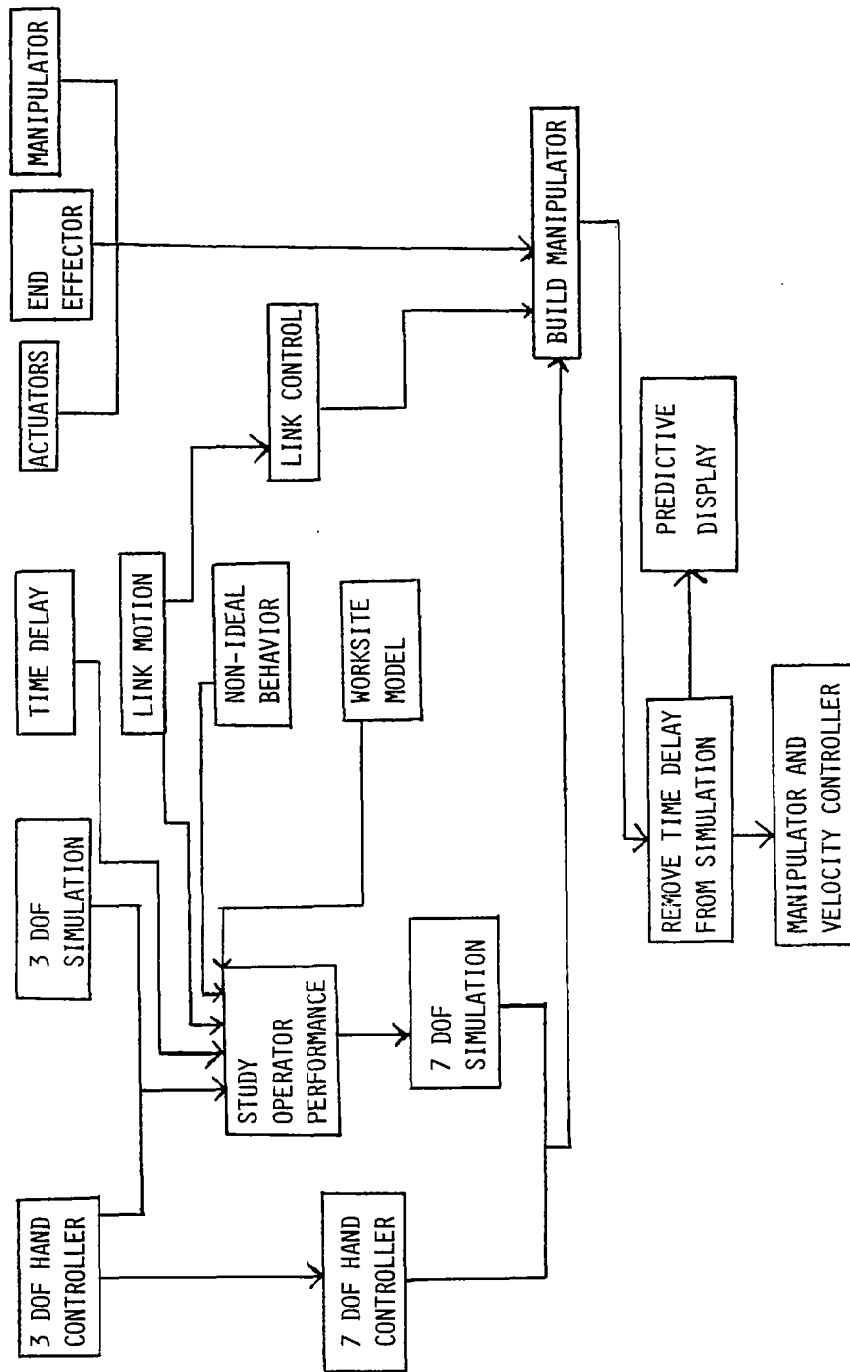 3 DOF HAND
CONTROLLER
3 DOF
SIMULATION
TIME DELAY
ACTUATORS
END
EFFECTOR
MANIPULATOR
LINK MOTION
NON-IDEAL
BEHAVIOR
LINK CONTROL
WORKSITE
MODEL
STUDY
OPERATOR
PERFORMANCE
7 DOF HAND
CONTROLLER
7 DOF
SIMULATION
BUILD MANIPULATOR
REMOVE TIME DELAY
FROM SIMULATION
PREDICTIVE
DISPLAY
MANIPULATOR AND
VELOCITY CONTROLLER